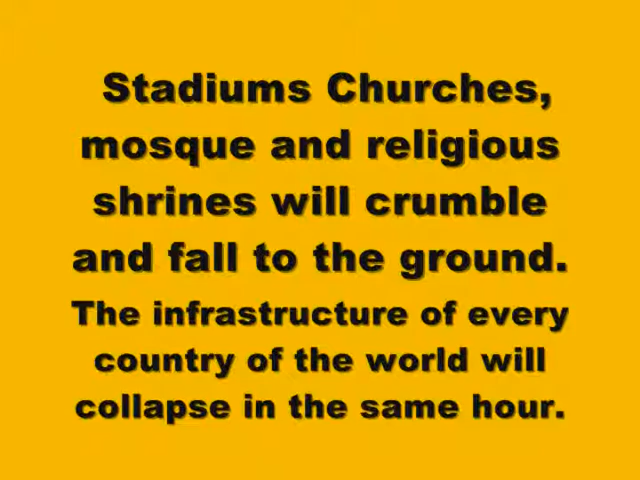 Stadiums Churches,
mosque and religious
shrines will crumble
and fall to the ground.
The infrastructure of every
country of the world will
collapse in the same hour.